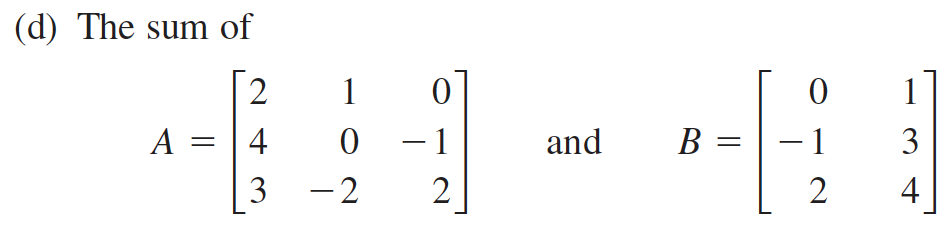 (d) The sum of
2 1 0 0 1
A = 4 0 −1 and B = −1 3
3 −2 2 2 4